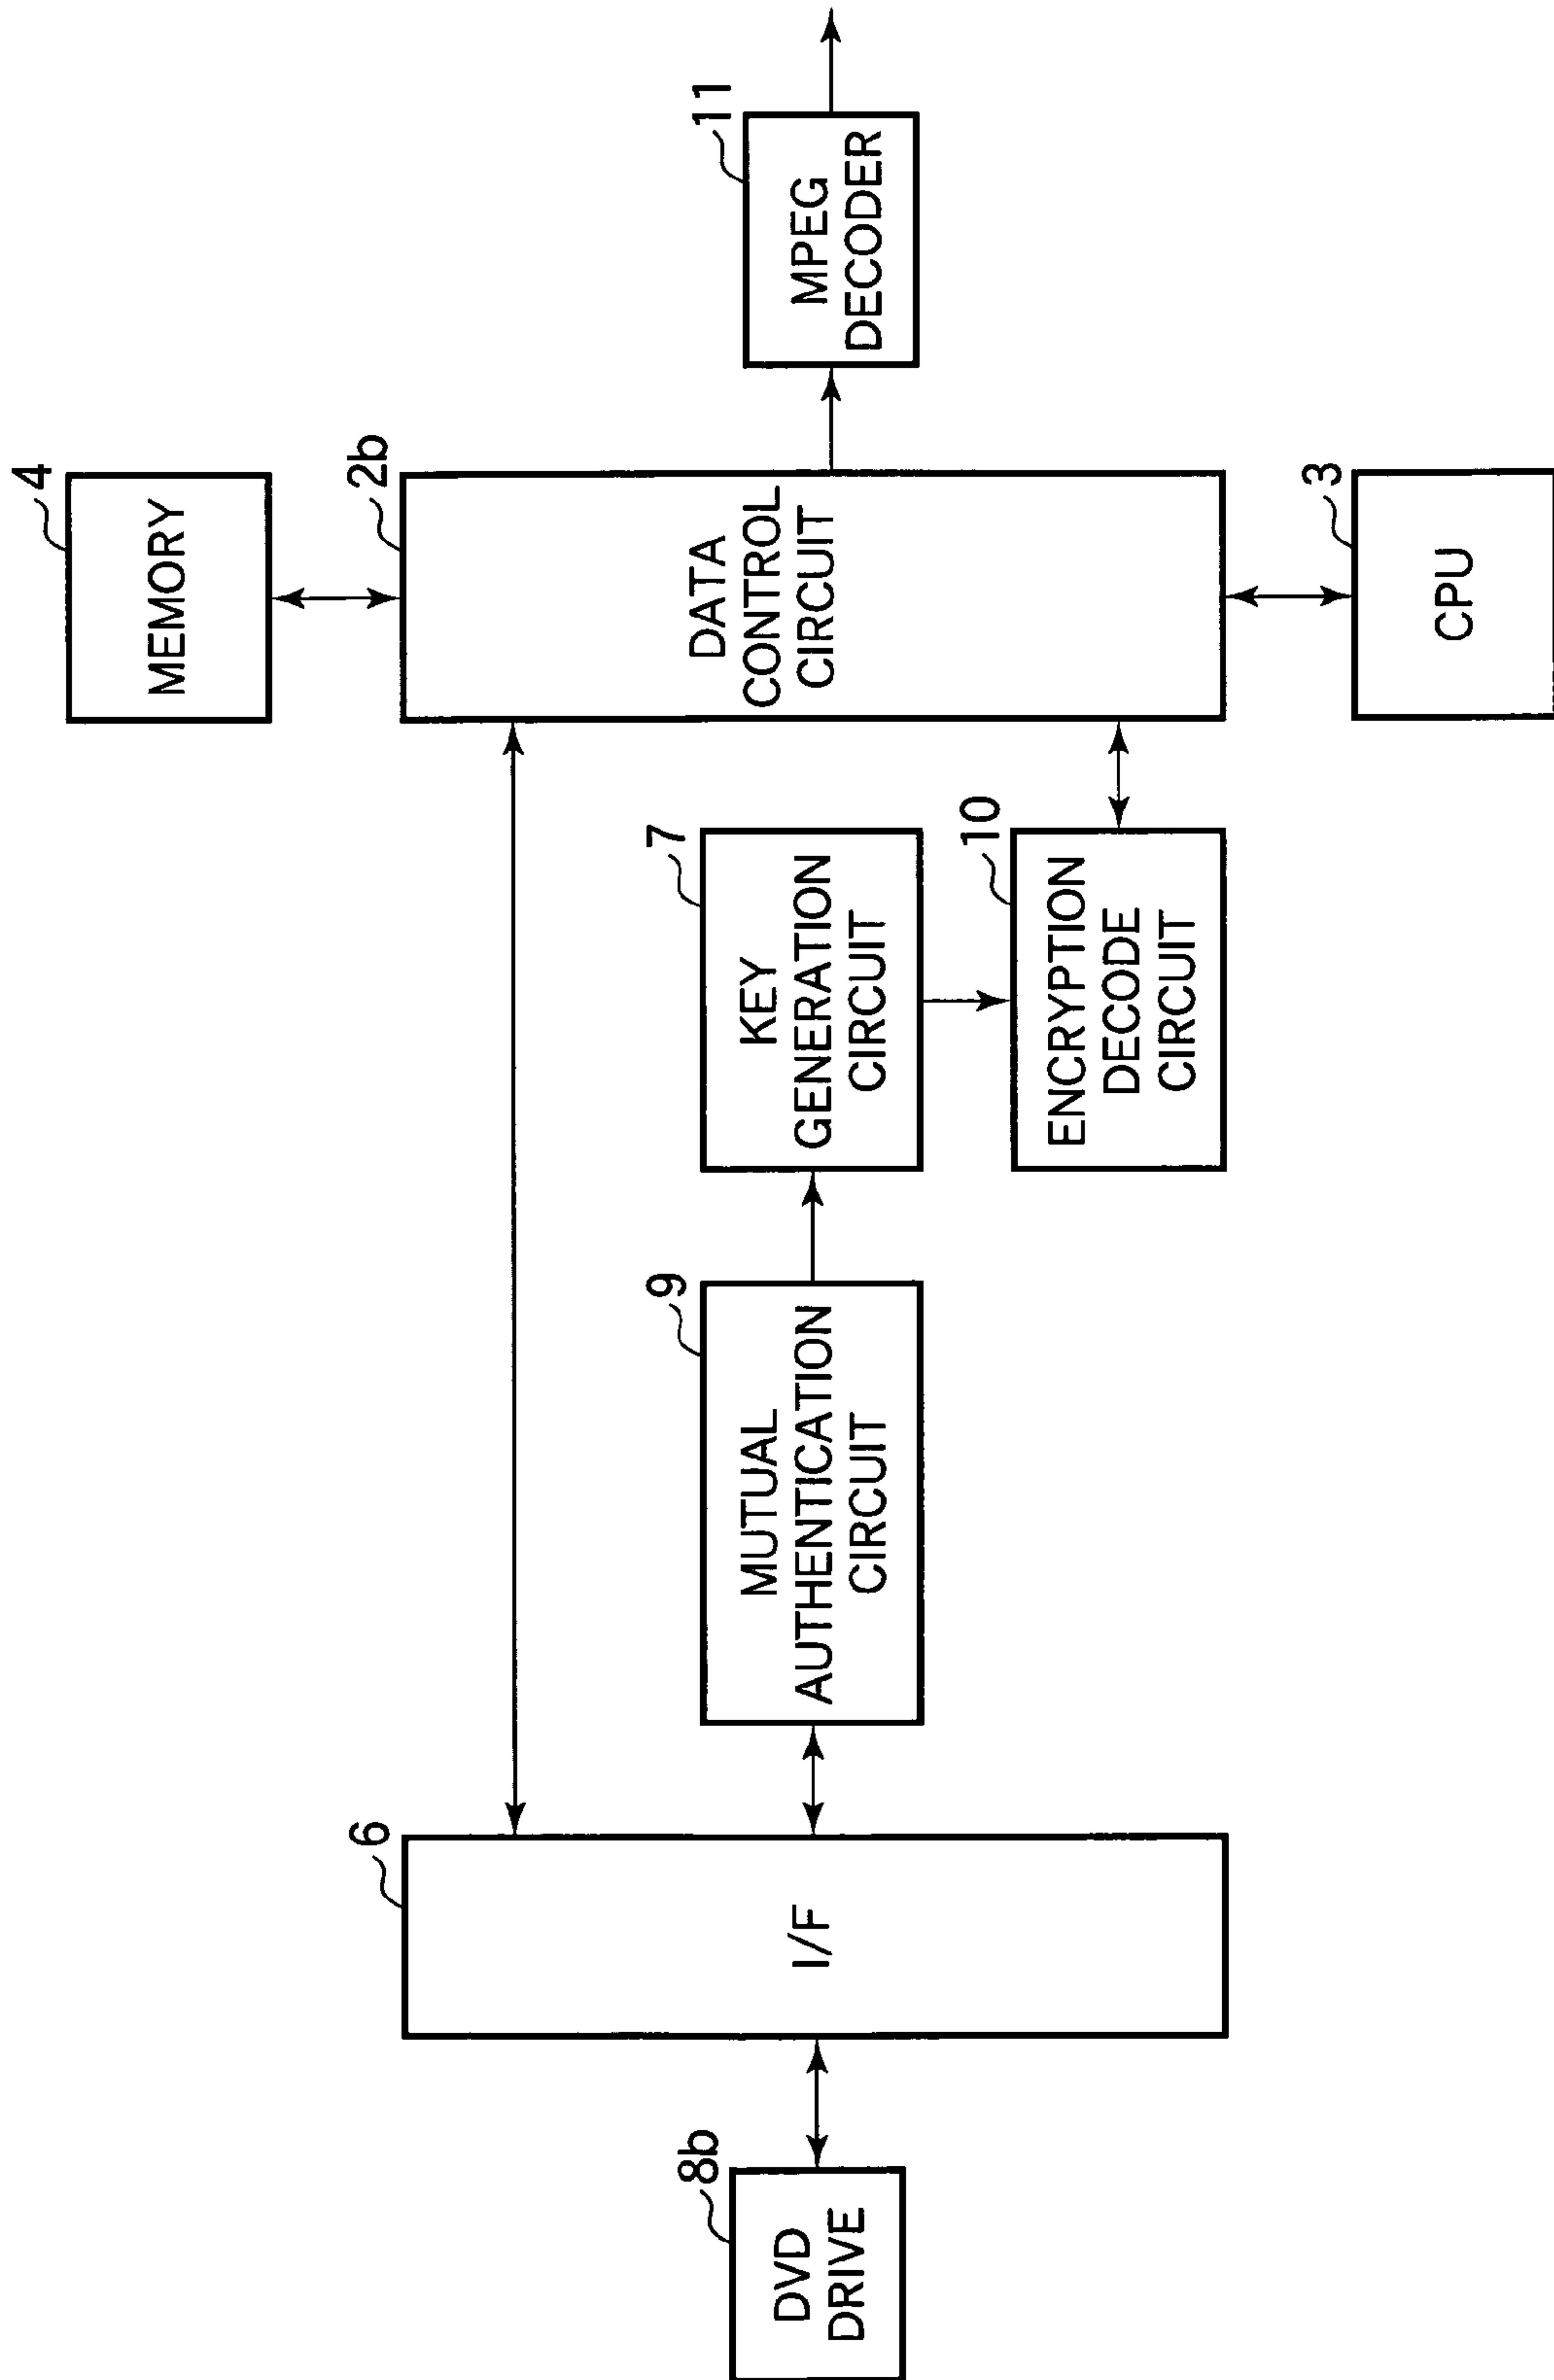 4
MEMORY
2b
DATA
CONTROL
CIRCUIT
11
MPEG
DECODER
3
CPU
7
KEY
GENERATION
CIRCUIT
10
ENCRYPTION
DECODE
CIRCUIT
9
MUTUAL
AUTHENTICATION
CIRCUIT
6
I/F
8b
DVD
DRIVE